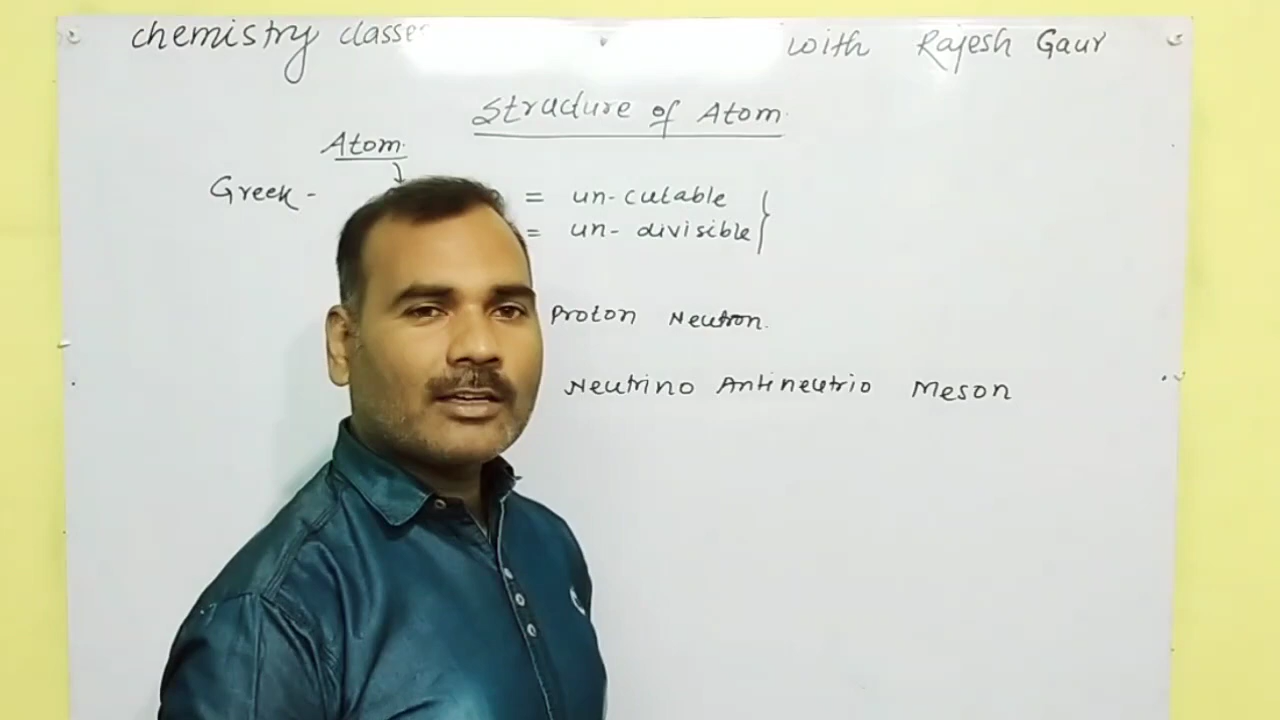 chemistry classes with Rajesh Gaur
Structure of Atom
Atom
Greek - = un-cutable
= un-divisible
Proton Neutron.
Neutrino Antineutrio Meson